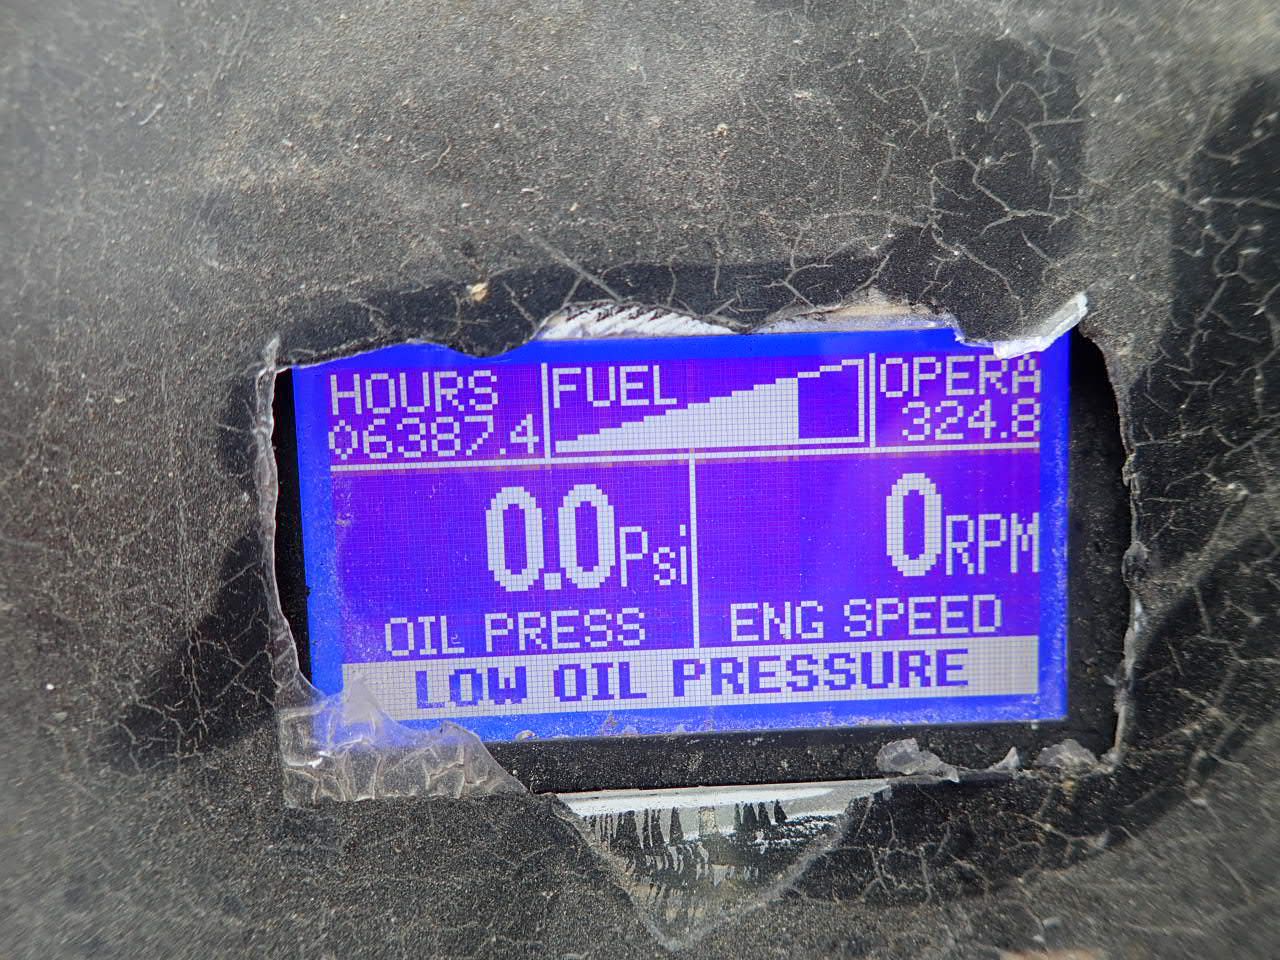 HOURS
06387.4
FUEL
OPERA
324.8
0.0Psi
OIL PRESS
0RPM
ENG SPEED
LOW OIL PRESSURE